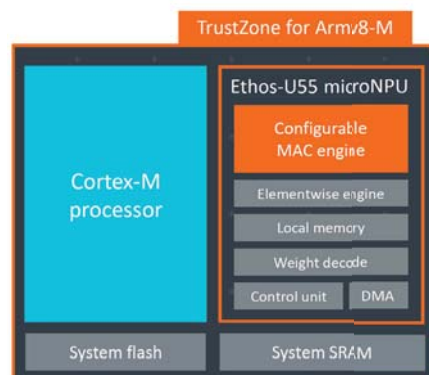 TrustZone for Armv8-M
Cortex-M
processor
Ethos-U55 microNPU
Configurable
MAC engine
Elementwise engine
Local memory
Weight decode
Control unit
DMA
System flash
System SRAM